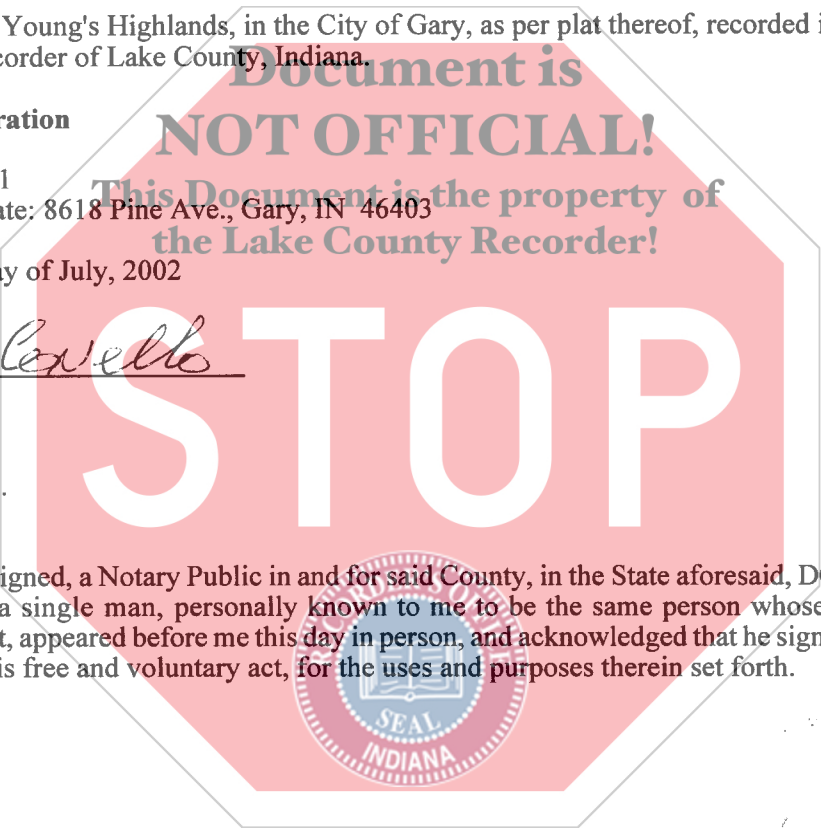 Young's Highlands, in the City of Gary, as per plat thereof, recorded i
corder of Lake County, Indiana.
Document is
ration
NOT OFFICIAL!
1
This Document is the property of
ate: 8618 Pine Ave., Gary, IN 46403
the Lake County Recorder!
ay of July, 2002
Covello
STOP
igned, a Notary Public in and for said County, in the State aforesaid, D
a single man, personally known to me to be the same person whose
t, appeared before me this day in person, and acknowledged that he sign
is free and voluntary act, for the uses and purposes therein set forth.
RECORDER'S OFFICE
SEAL
INDIANA